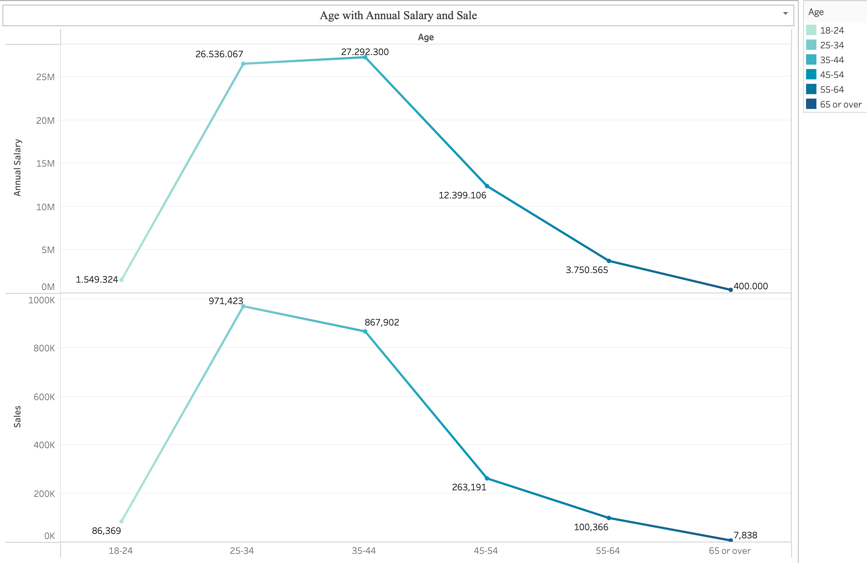 Age with Annual Salary and Sale
Age
Age
18-24
25-34
35-44
45-54
55-64
65 or over
Annual Salary
25M
20M
15M
10M
5M
0M
1.549.324
26.536.067
27.292.300
12.399.106
3.750.565
400.000
Sales
1000K
800K
600K
400K
200K
0K
86,369
971,423
867,902
263,191
100,366
7,838
18-24
25-34
35-44
45-54
55-64
65 or over